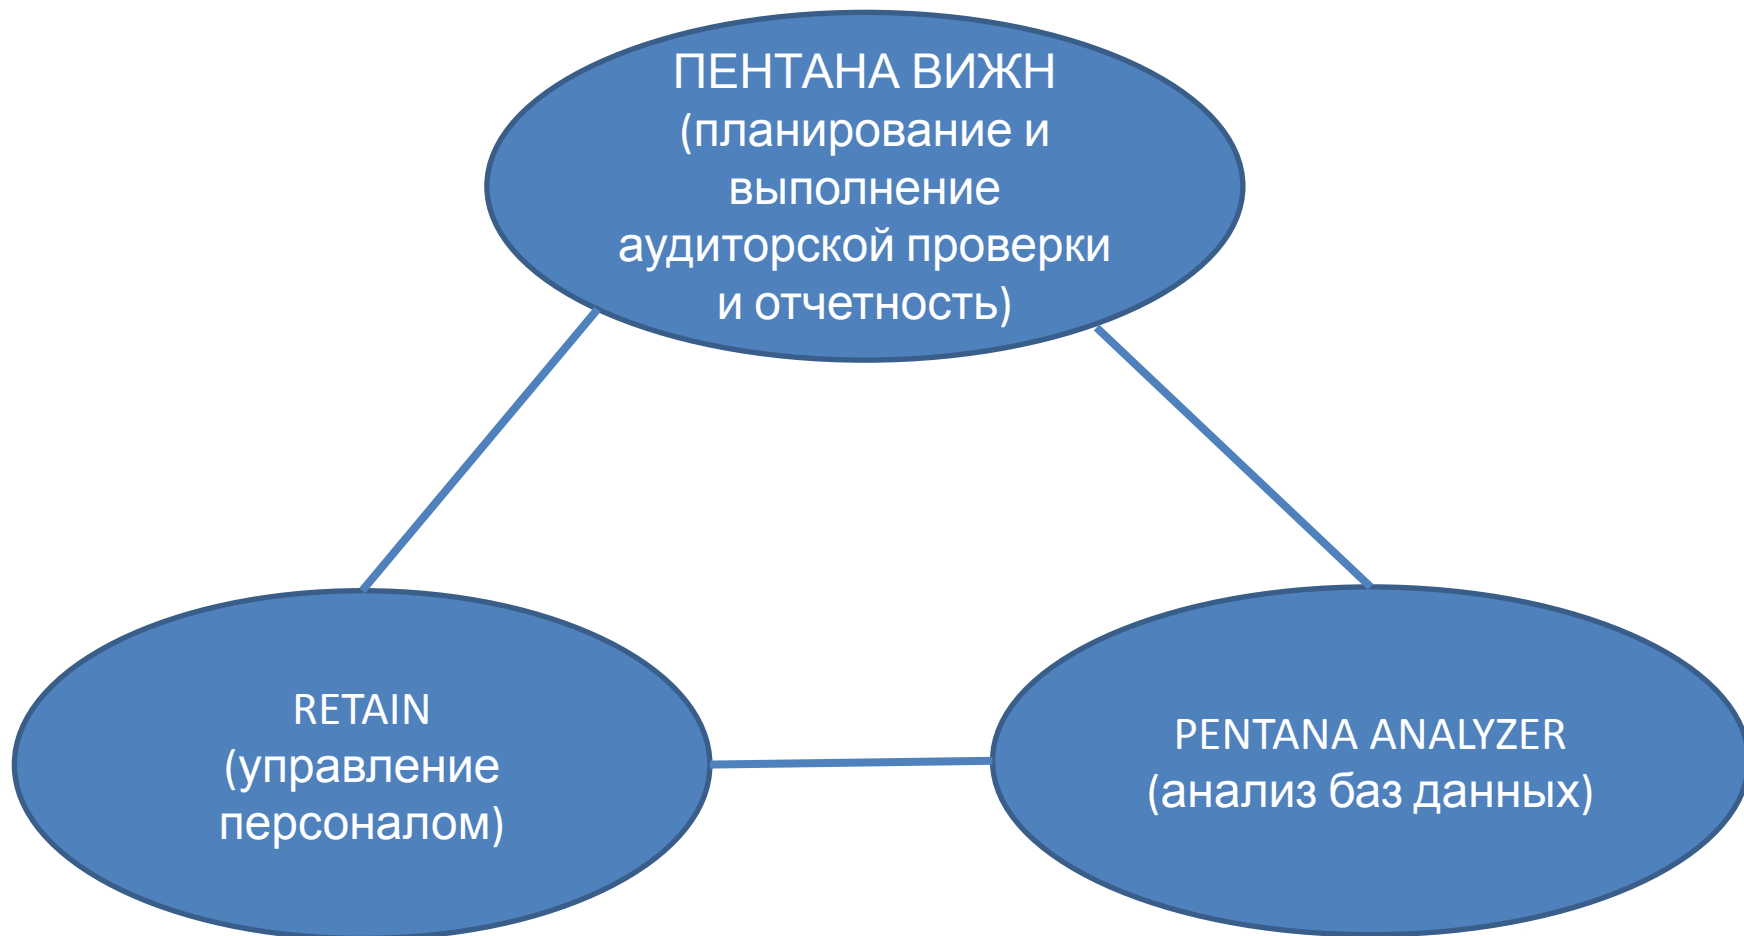 ПЕНТАНА ВИЖН
(планирование и
выполнение
аудиторской проверки
и отчетность)
RETAIN
(управление
персоналом)
PENTANA ANALYZER
(анализ баз данных)